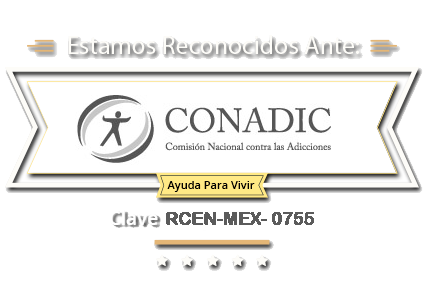 Estamos Reconocidos Ante:
CONADIC
Comisión Nacional contra las Adicciones
Ayuda Para Vivir
Clave RCEN-MEX- 0755